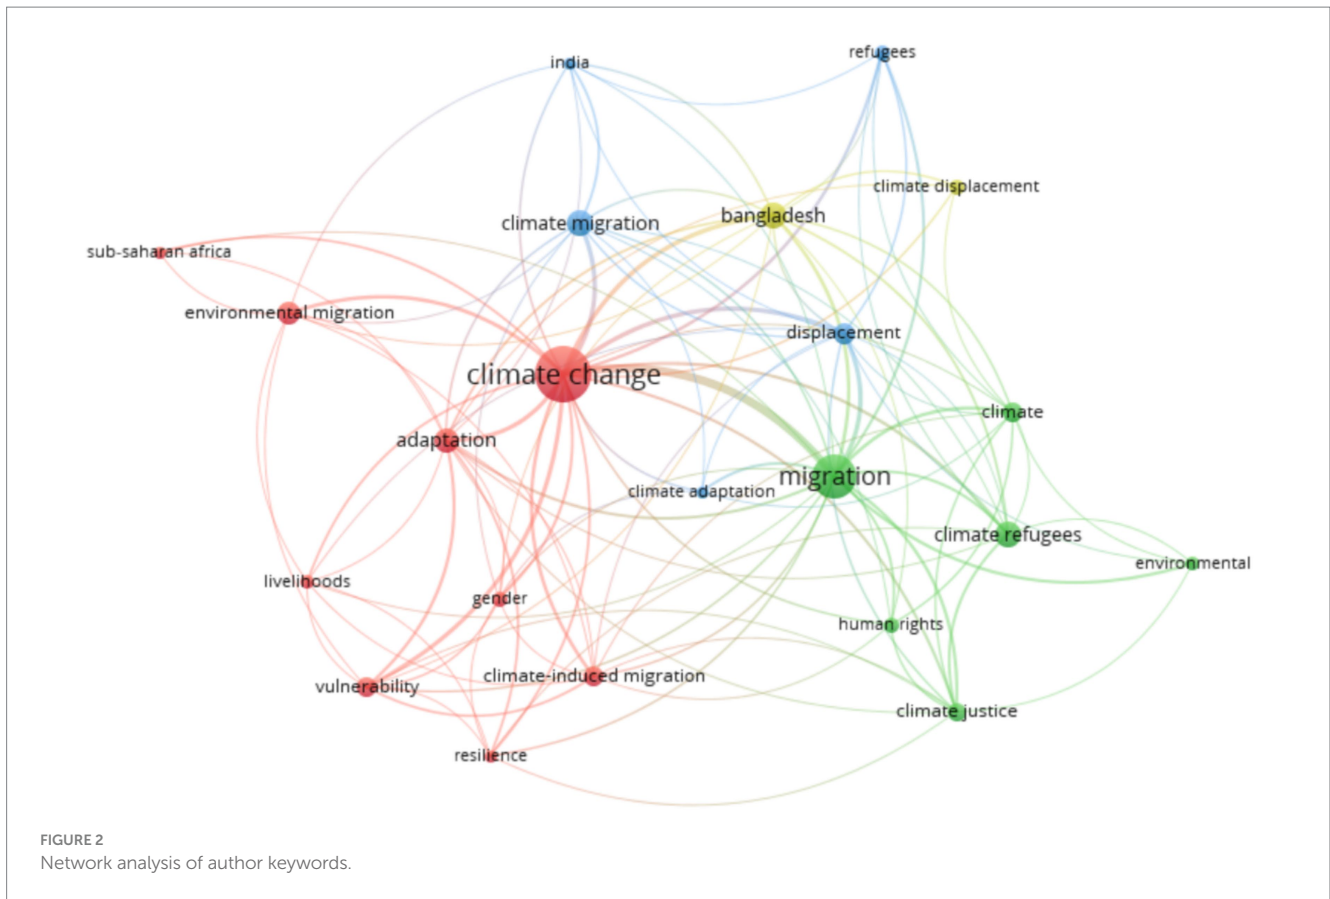 refugees
india
climate displacement
bangladesh
climate migration
sub-saharan africa
environmental migration
displacement
climate change
climate
adaptation
migration
climate adaptation
climate refugees
environmental
livelihoods
gender
human rights
climate-induced migration
vulnerability
climate justice
resilience
FIGURE 2
Network analysis of author keywords.